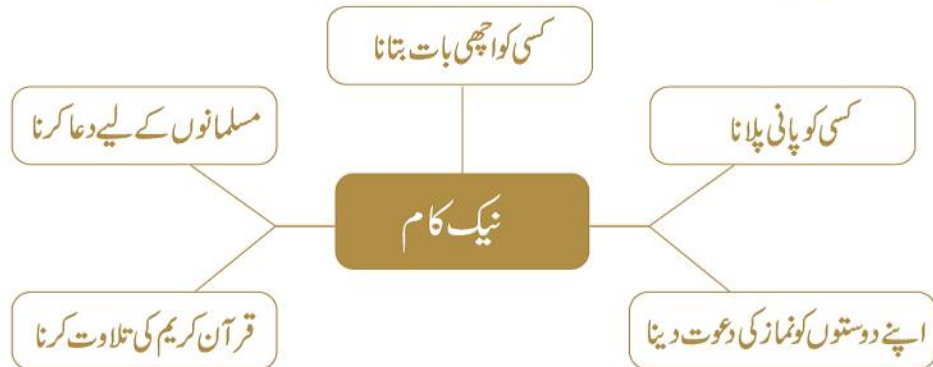 کسی کو اچھی بات بتانا
کسی کو پانی پلانا
مسلمانوں کے لیے دعا کرنا
نیک کام
اپنے دوستوں کو نماز کی دعوت دینا
قرآن کریم کی تلاوت کرنا